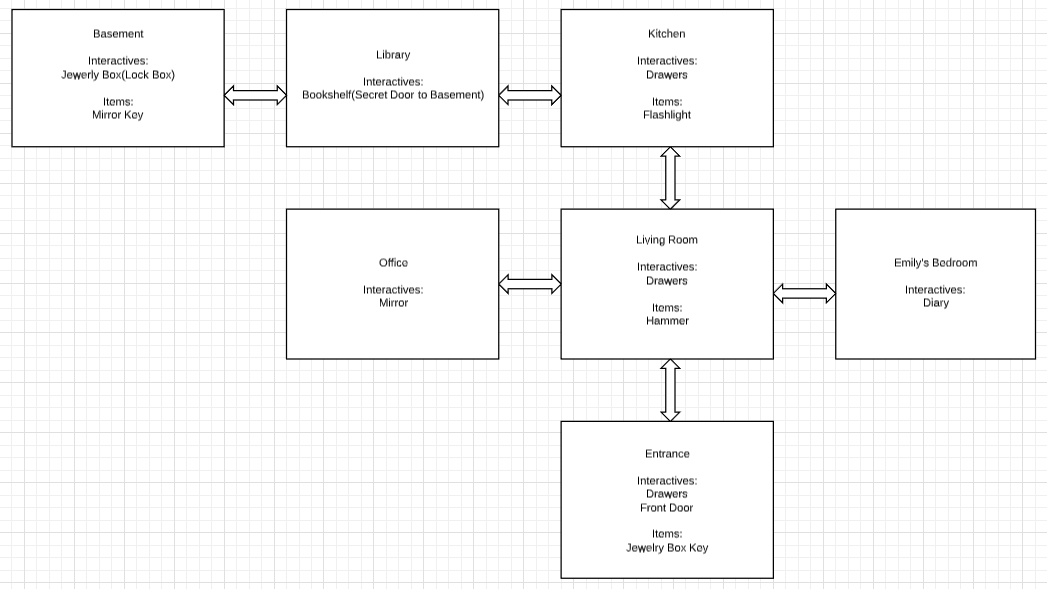 Basement
Interactives:
Jewerly Box(Lock Box)
Items:
Mirror Key
Library
Interactives:
Bookshelf(Secret Door to Basement)
Kitchen
Interactives:
Drawers
Items:
Flashlight
Office
Interactives:
Mirror
Living Room
Interactives:
Drawers
Items:
Hammer
Emily's Bedroom
Interactives:
Diary
Entrance
Interactives:
Drawers
Front Door
Items:
Jewelry Box Key